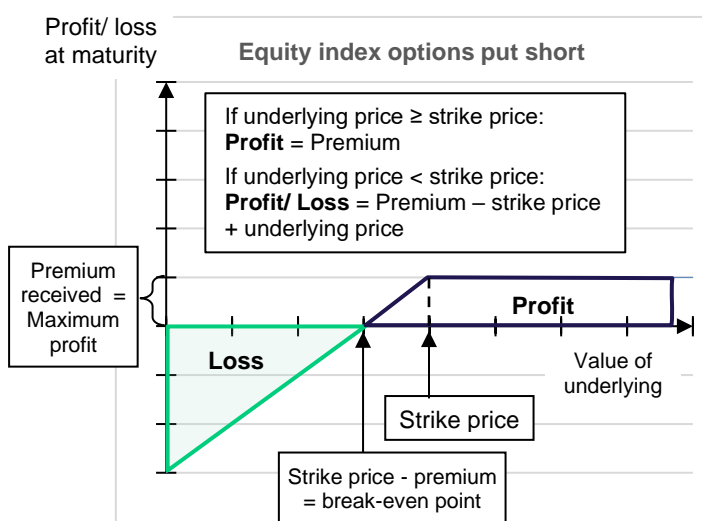 Profit/ loss
at maturity
Equity index options put short
If underlying price ≥ strike price:
Profit = Premium
If underlying price < strike price:
Profit/ Loss = Premium – strike price
+ underlying price
Premium
received =
Maximum
profit
Profit
Loss
Value of
underlying
Strike price
Strike price - premium
= break-even point